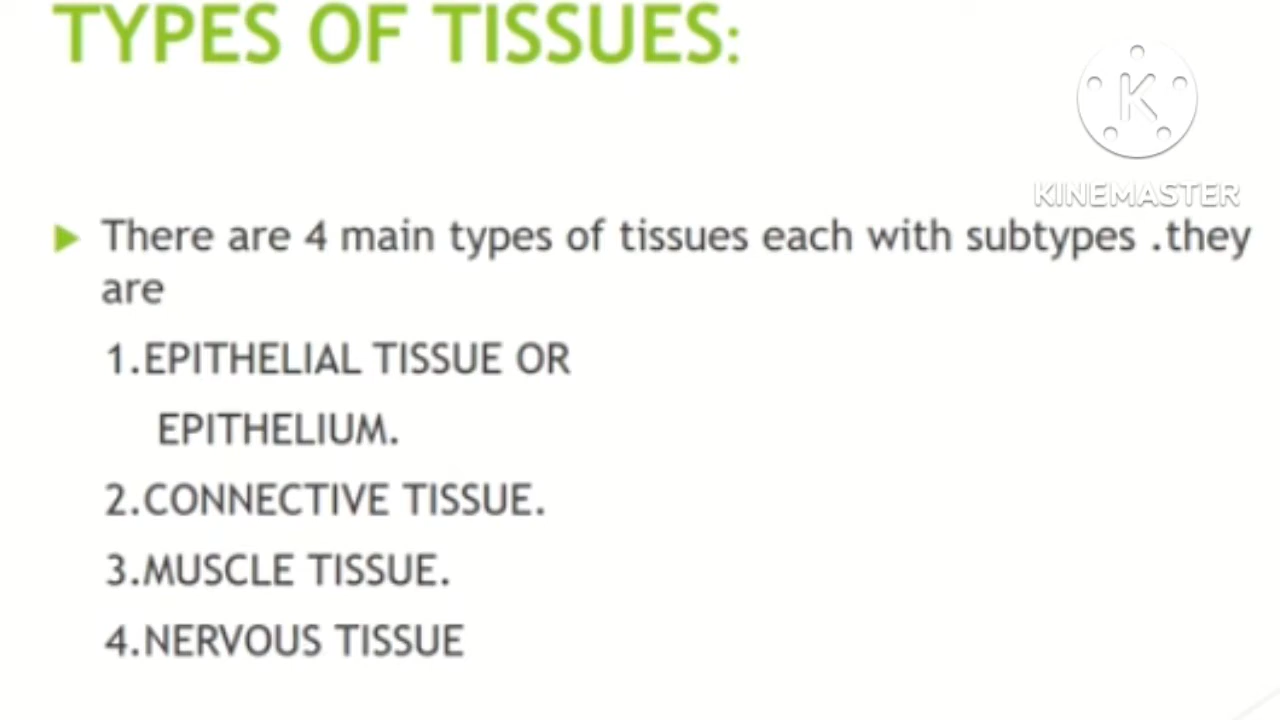 TYPES OF TISSUES:
K
KINEMASTER
There are 4 main types of tissues each with subtypes .they
are
1.EPITHELIAL TISSUE OR
EPITHELIUM.
2.CONNECTIVE TISSUE.
3.MUSCLE TISSUE.
4.NERVOUS TISSUE